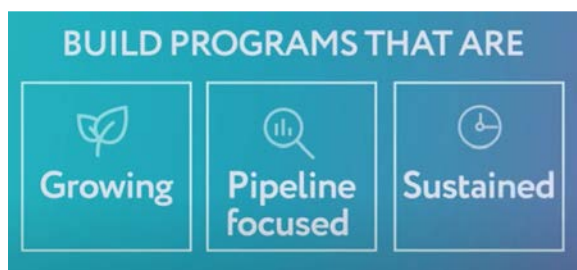 BUILD PROGRAMS THAT ARE
Growing
Pipeline
focused
Sustained